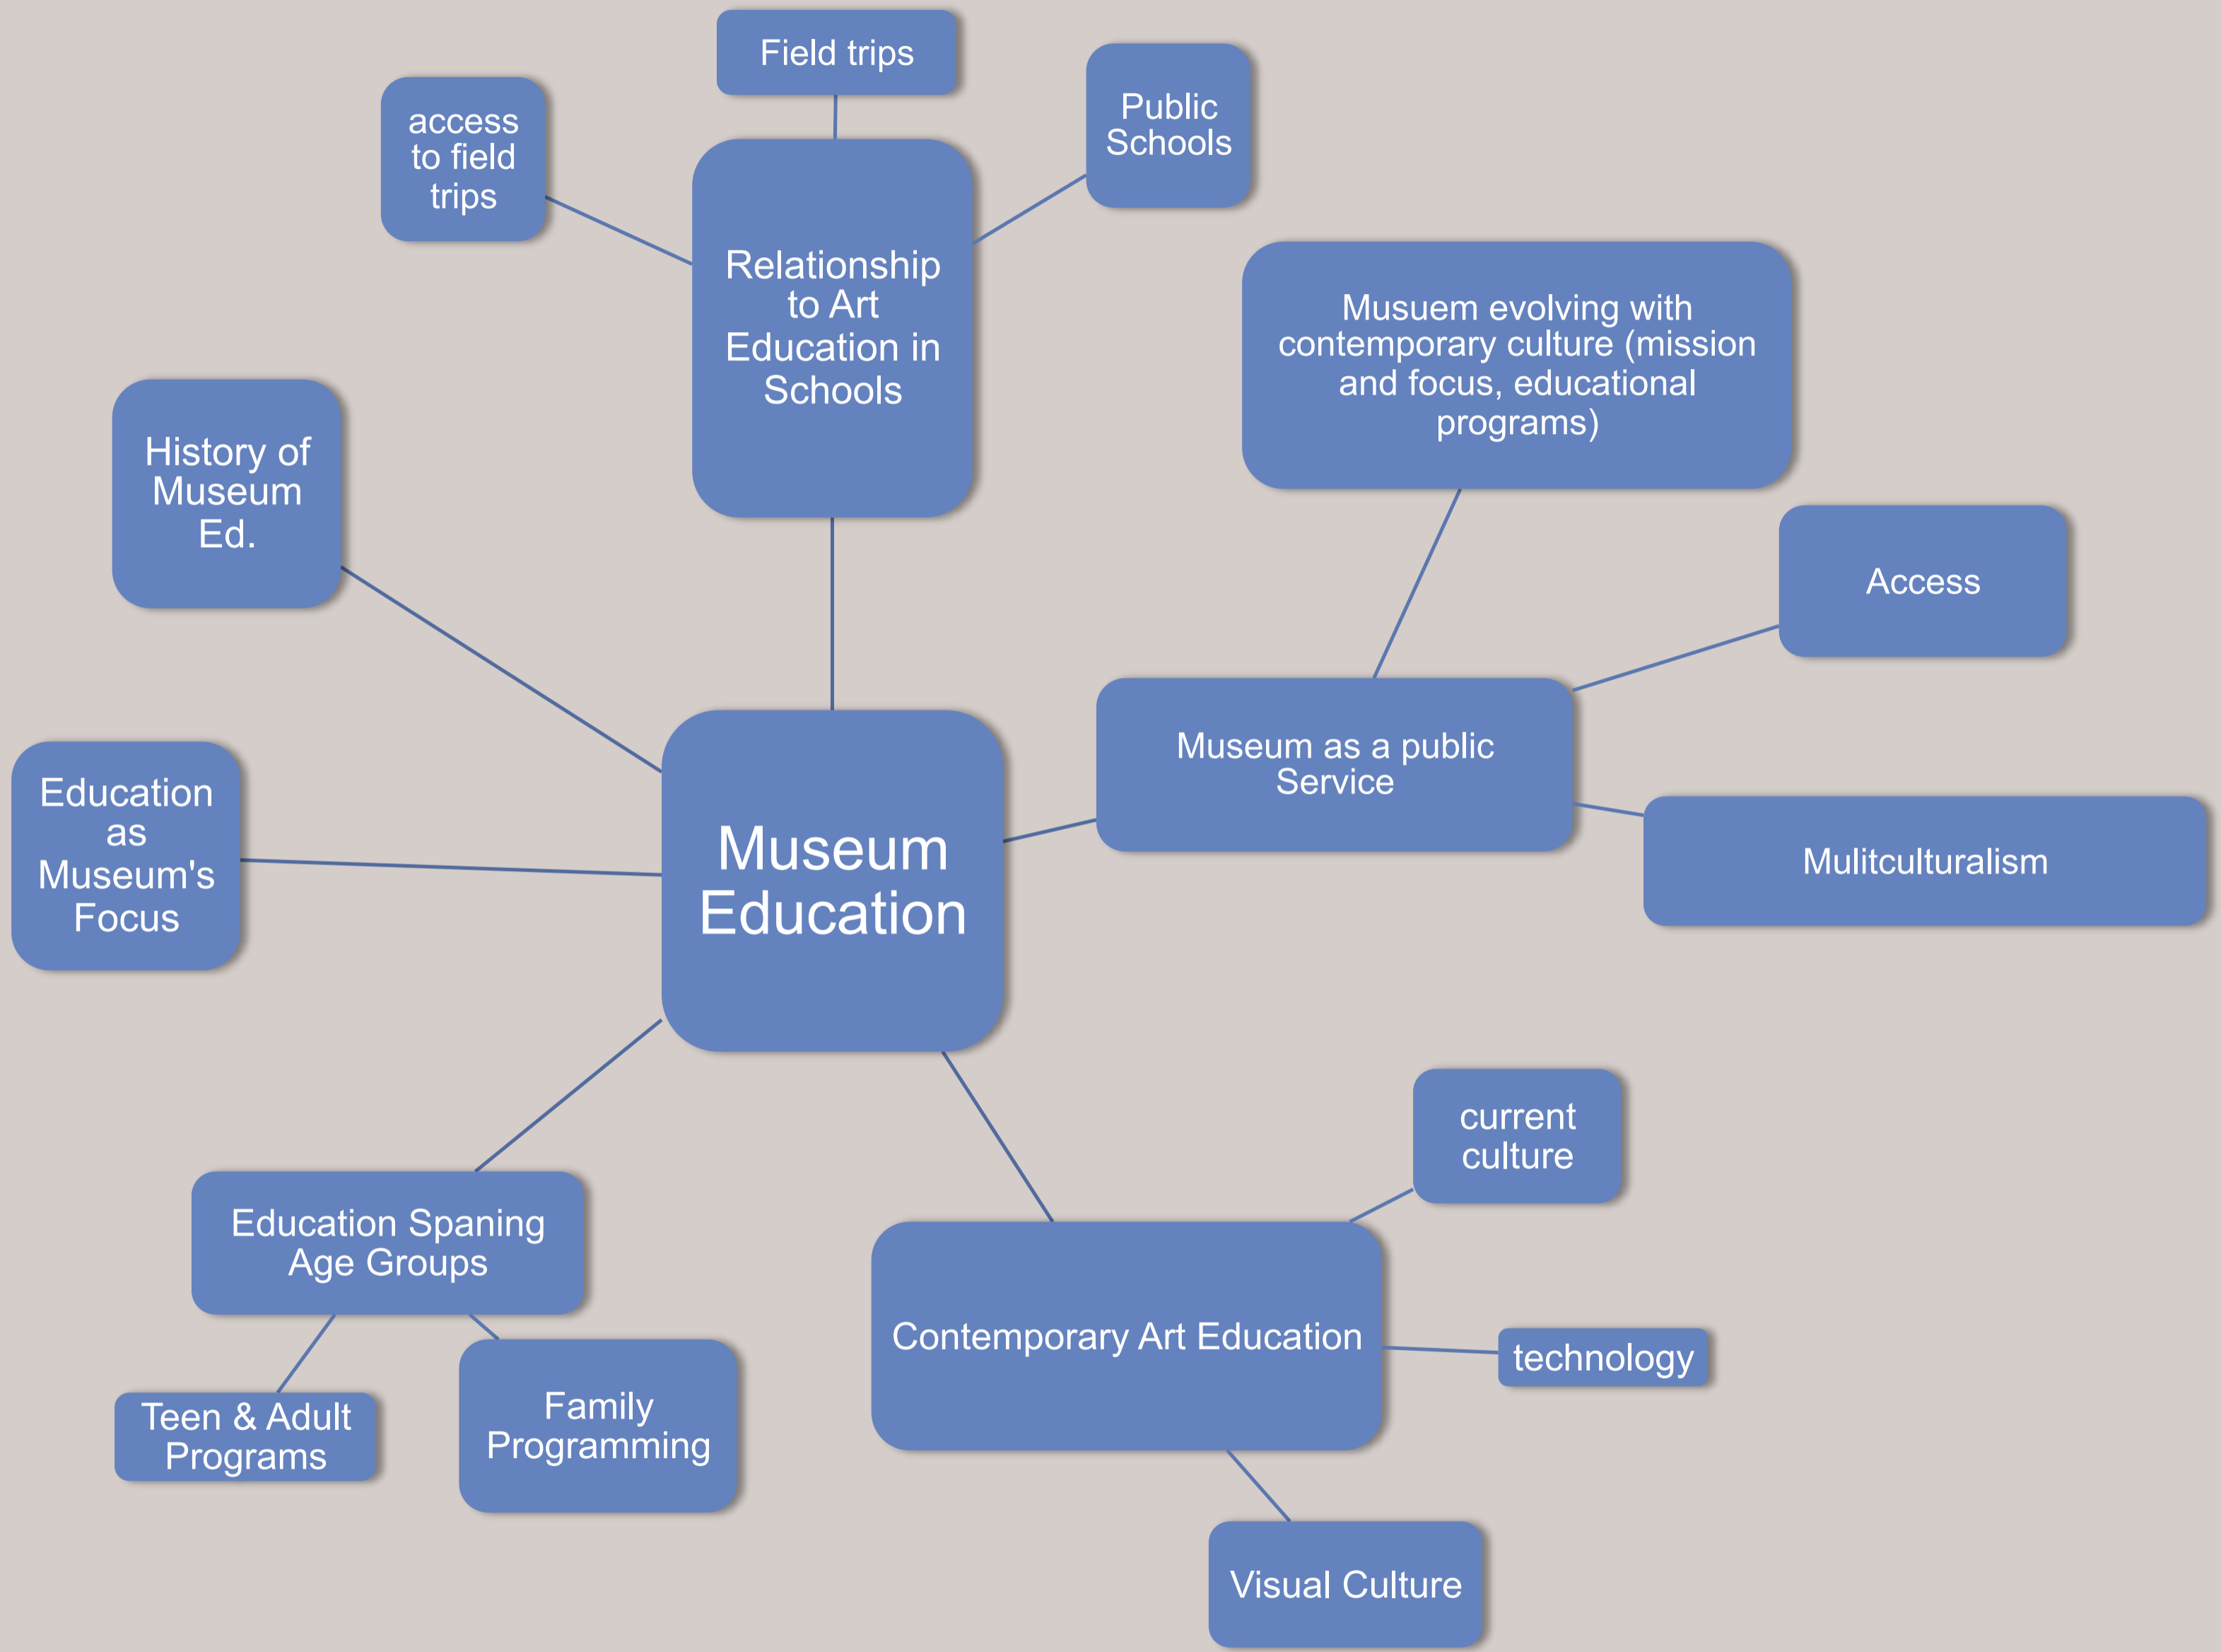 Field trips
Public
Schools
access
to field
trips
Relationship
to Art
Education in
Schools
Musuem evolving with
contemporary culture (mission
and focus, educational
programs)
History of
Museum
Ed.
Access
Museum as a public
Service
Education
as
Museum's
Focus
Museum
Education
Mulitculturalism
current
culture
Education Spaning
Age Groups
Contemporary Art Education
technology
Teen & Adult
Programs
Family
Programming
Visual Culture